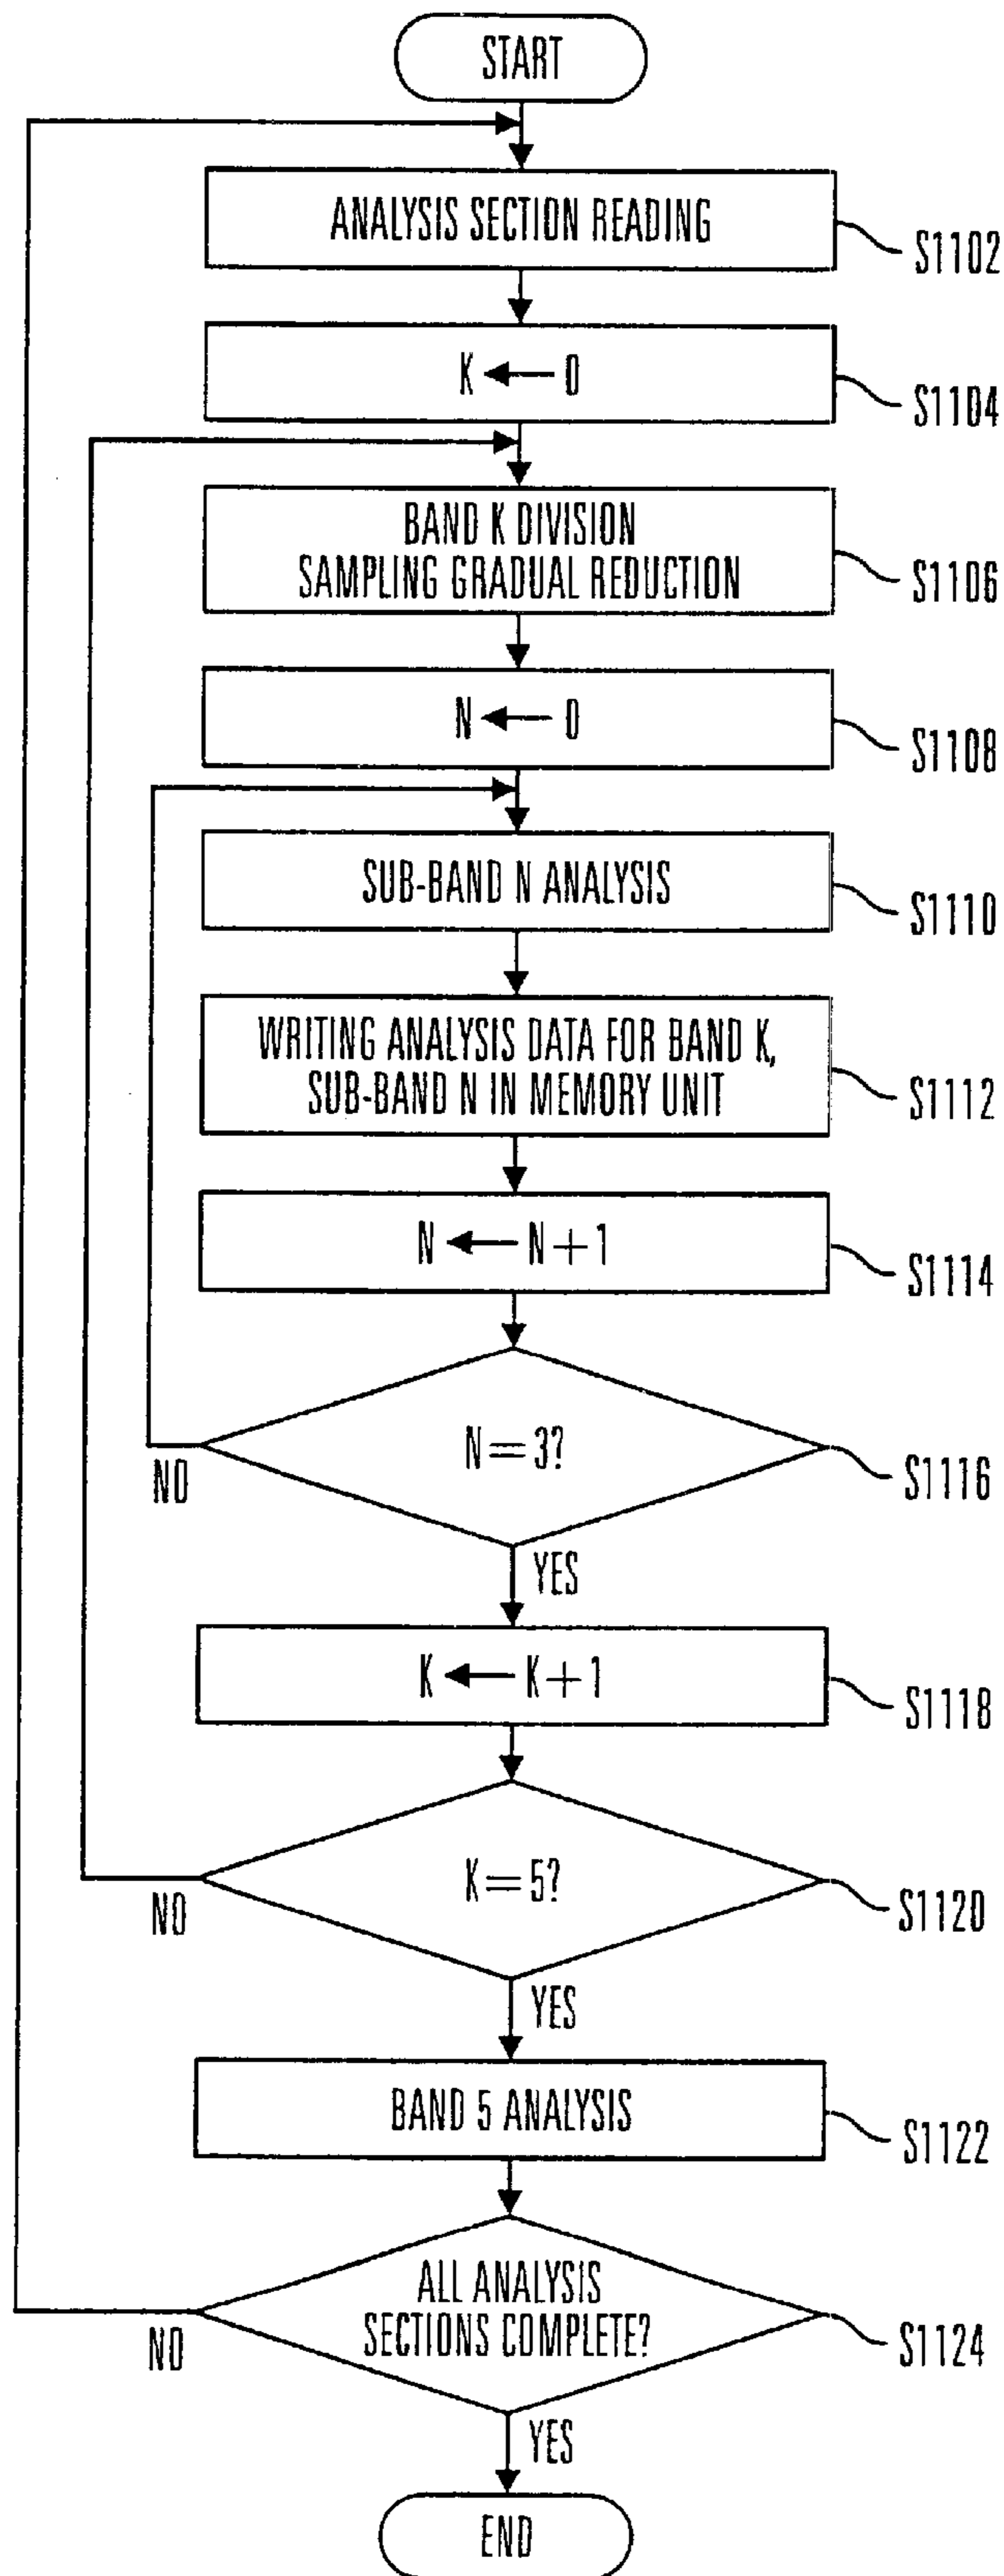 START
ANALYSIS SECTION READING
S1102
K ← 0
S1104
BAND K DIVISION
SAMPLING GRADUAL REDUCTION
S1106
N ← 0
S1108
SUB-BAND N ANALYSIS
S1110
WRITING ANALYSIS DATA FOR BAND K,
SUB-BAND N IN MEMORY UNIT
S1112
N ← N+1
S1114
N=3?
S1116
NO
YES
K ← K+1
S1118
K=5?
S1120
NO
YES
BAND 5 ANALYSIS
S1122
ALL ANALYSIS
SECTIONS COMPLETE?
S1124
NO
YES
END